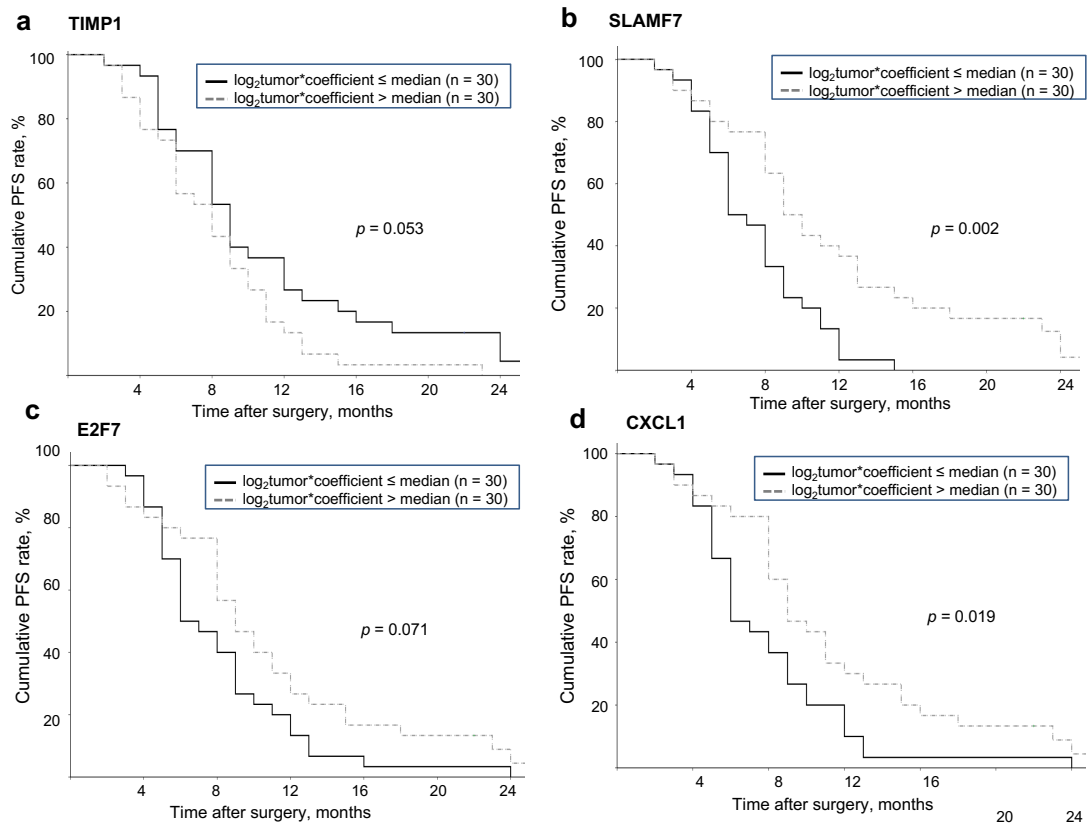 a
TIMP1
Cumulative PFS rate, %
100
80
60
40
20
log2tumor*coefficient ≤ median (n = 30)
log2tumor*coefficient > median (n = 30)
p = 0.053
4 8 12 16 20 24
Time after surgery, months
b
SLAMF7
Cumulative PFS rate, %
100
80
60
40
20
log2tumor*coefficient ≤ median (n = 30)
log2tumor*coefficient > median (n = 30)
p = 0.002
4 8 12 16 20 24
Time after surgery, months
c
E2F7
Cumulative PFS rate, %
100
80
60
40
20
log2tumor*coefficient ≤ median (n = 30)
log2tumor*coefficient > median (n = 30)
p = 0.071
4 8 12 16 20 24
Time after surgery, months
d
CXCL1
Cumulative PFS rate, %
100
80
60
40
20
log2tumor*coefficient ≤ median (n = 30)
log2tumor*coefficient > median (n = 30)
p = 0.019
4 8 12 16
Time after surgery, months
20 24